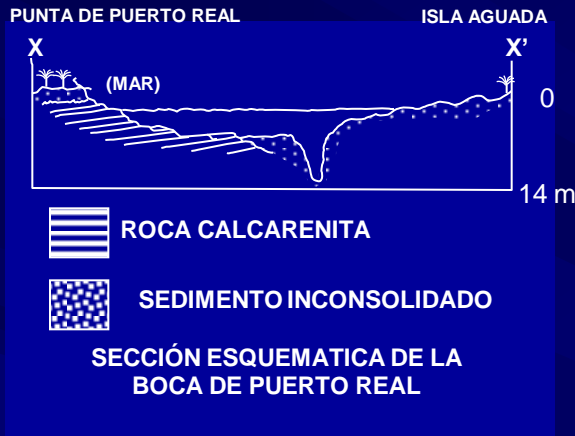 PUNTA DE PUERTO REAL
ISLA AGUADA
X
X'
(MAR)
0
14 m
ROCA CALCARENITA
SEDIMENTO INCONSOLIDADO
SECCIÓN ESQUEMATICA DE LA
BOCA DE PUERTO REAL